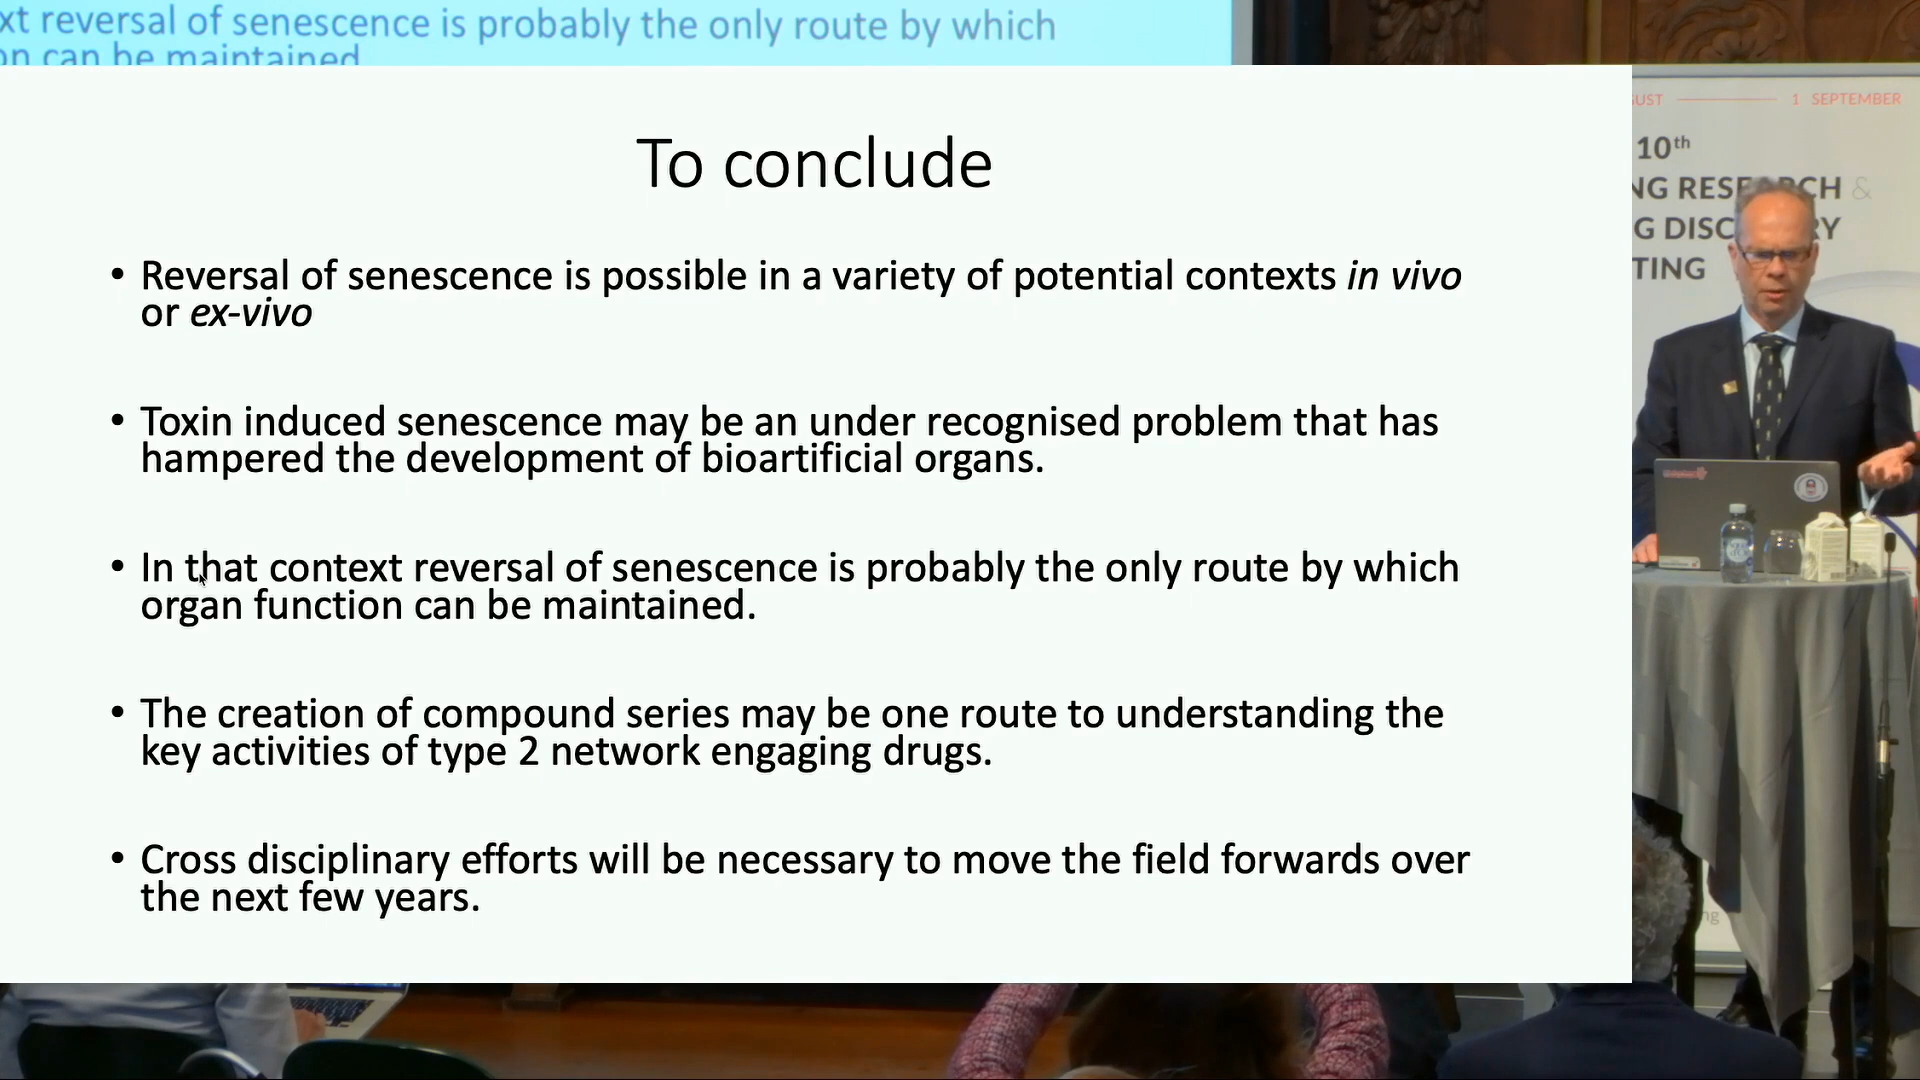 xt reversal of senescence is probably the only route by which
on can be maintained
To conclude
• Reversal of senescence is possible in a variety of potential contexts in vivo
or ex-vivo
• Toxin induced senescence may be an under recognised problem that has
hampered the development of bioartificial organs.
• In that context reversal of senescence is probably the only route by which
organ function can be maintained.
• The creation of compound series may be one route to understanding the
key activities of type 2 network engaging drugs.
• Cross disciplinary efforts will be necessary to move the field forwards over
the next few years.
UST 1 SEPTEMBER
10th
NG RESEARCH &
G DISC RY
TING
ng